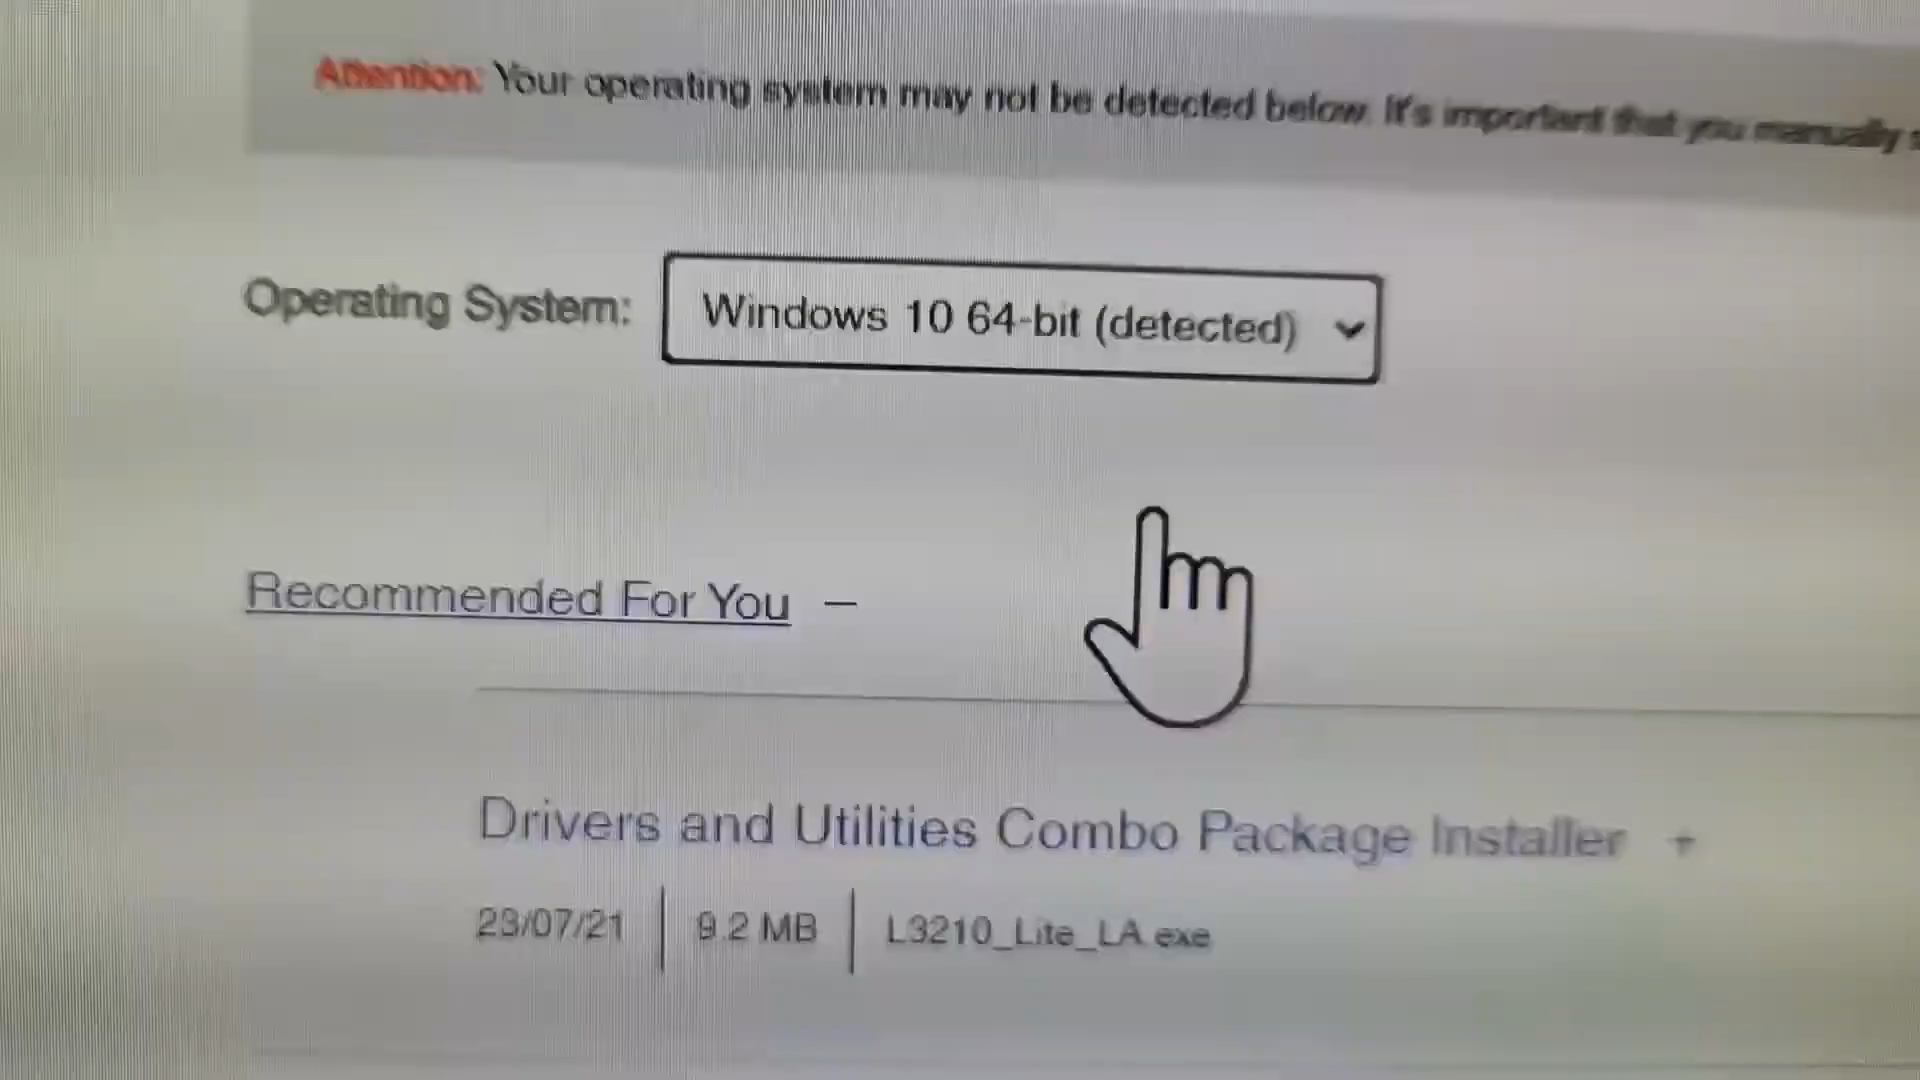 Attention: Your operating system may not be detected below. It's important that you manually
Operating System: Windows 10 64-bit (detected)
Recommended For You –
Drivers and Utilities Combo Package Installer +
23/07/21 | 9.2 MB | L3210_Lite_LA.exe